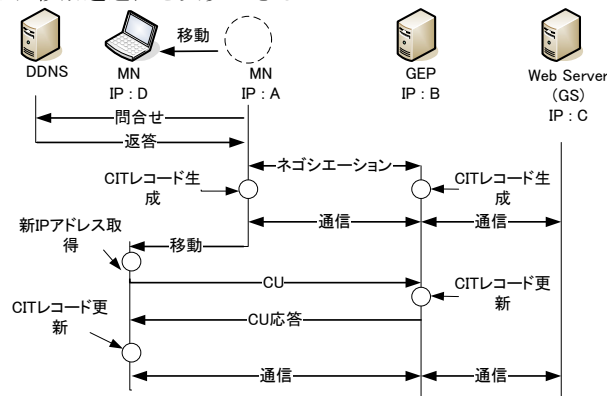 移動
DDNS
MN
IP : D
MN
IP : A
GEP
IP : B
Web Server
(GS)
IP : C
問合せ
返答
ネゴシエーション
CITレコード生
成
CITレコード生
成
通信
通信
新IPアドレス取
得
移動
CU
CITレコード更
新
CITレコード更
新
CU応答
通信
通信